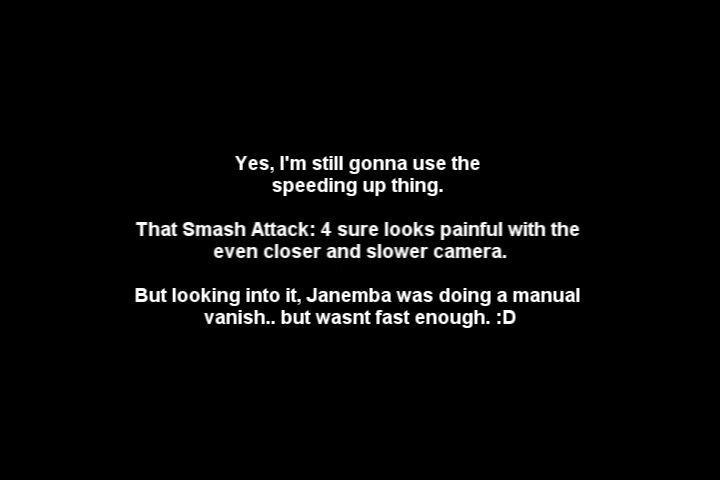 Yes, I'm still gonna use the
speeding up thing.
That Smash Attack: 4 sure looks painful with the
even closer and slower camera.
But looking into it, Janemba was doing a manual
vanish.. but wasnt fast enough. :D